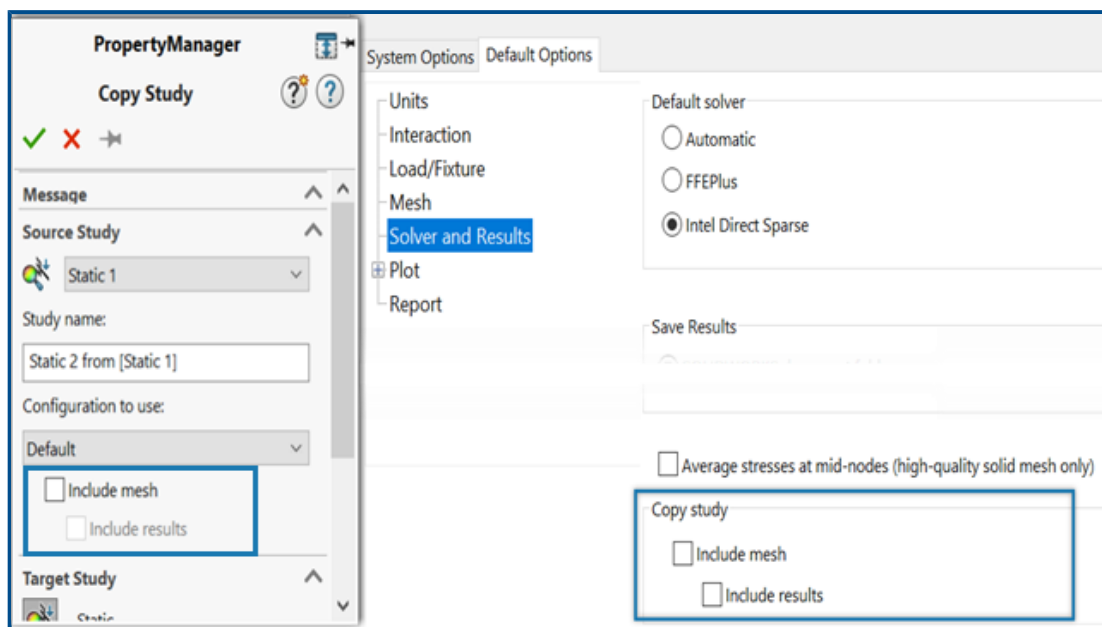 PropertyManager
Copy Study
Message
Source Study
Static 1
Study name:
Static 2 from [Static 1]
Configuration to use:
Default
Include mesh
Include results
Target Study
Static
System Options
Default Options
Units
Interaction
Load/Fixture
Mesh
Solver and Results
Plot
Report
Default solver
Automatic
FFEPlus
Intel Direct Sparse
Save Results
Average stresses at mid-nodes (high-quality solid mesh only)
Copy study
Include mesh
Include results